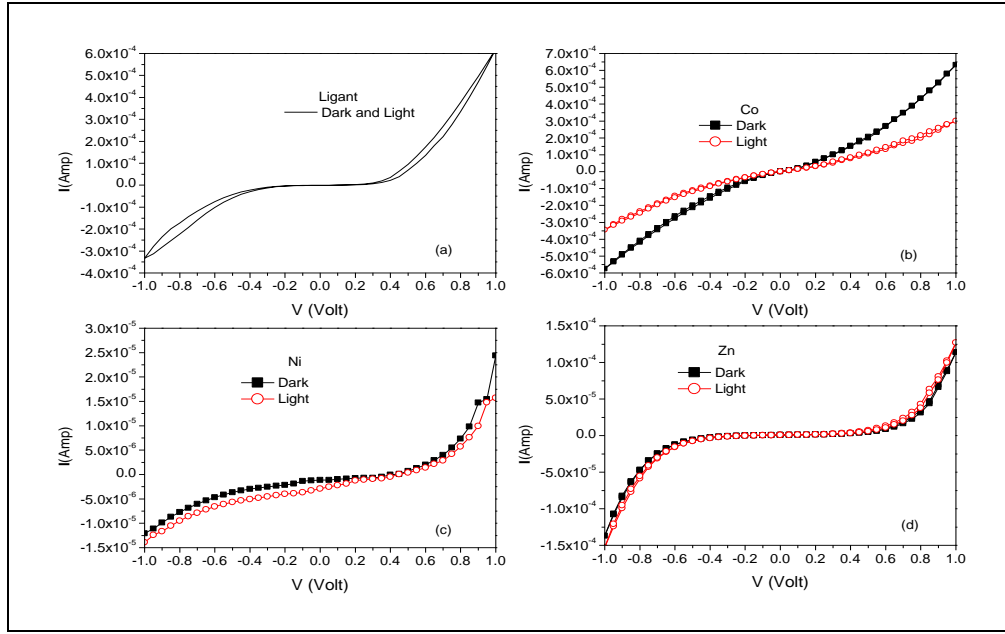 6.0x10⁻⁴
5.0x10⁻⁴
4.0x10⁻⁴
3.0x10⁻⁴
2.0x10⁻⁴
1.0x10⁻⁴
0.0
-1.0x10⁻⁴
-2.0x10⁻⁴
-3.0x10⁻⁴
-4.0x10⁻⁴
I(Amp)
Ligant
Dark and Light
(a)
-1.0 -0.8 -0.6 -0.4 -0.2 0.0 0.2 0.4 0.6 0.8 1.0
V (Volt)
7.0x10⁻⁴
6.0x10⁻⁴
5.0x10⁻⁴
4.0x10⁻⁴
3.0x10⁻⁴
2.0x10⁻⁴
1.0x10⁻⁴
0.0
-1.0x10⁻⁴
-2.0x10⁻⁴
-3.0x10⁻⁴
-4.0x10⁻⁴
-5.0x10⁻⁴
-6.0x10⁻⁴
I(Amp)
Co
Dark
Light
(b)
-1.0 -0.8 -0.6 -0.4 -0.2 0.0 0.2 0.4 0.6 0.8 1.0
V (Volt)
3.0x10⁻⁵
2.5x10⁻⁵
2.0x10⁻⁵
1.5x10⁻⁵
1.0x10⁻⁵
5.0x10⁻⁶
0.0
-5.0x10⁻⁶
-1.0x10⁻⁵
-1.5x10⁻⁵
I(Amp)
Ni
Dark
Light
(c)
-1.0 -0.8 -0.6 -0.4 -0.2 0.0 0.2 0.4 0.6 0.8 1.0
V (Volt)
1.5x10⁻⁴
1.0x10⁻⁴
5.0x10⁻⁵
0.0
-5.0x10⁻⁵
-1.0x10⁻⁴
-1.5x10⁻⁴
I(Amp)
Zn
Dark
Light
(d)
-1.0 -0.8 -0.6 -0.4 -0.2 0.0 0.2 0.4 0.6 0.8 1.0
V (Volt)